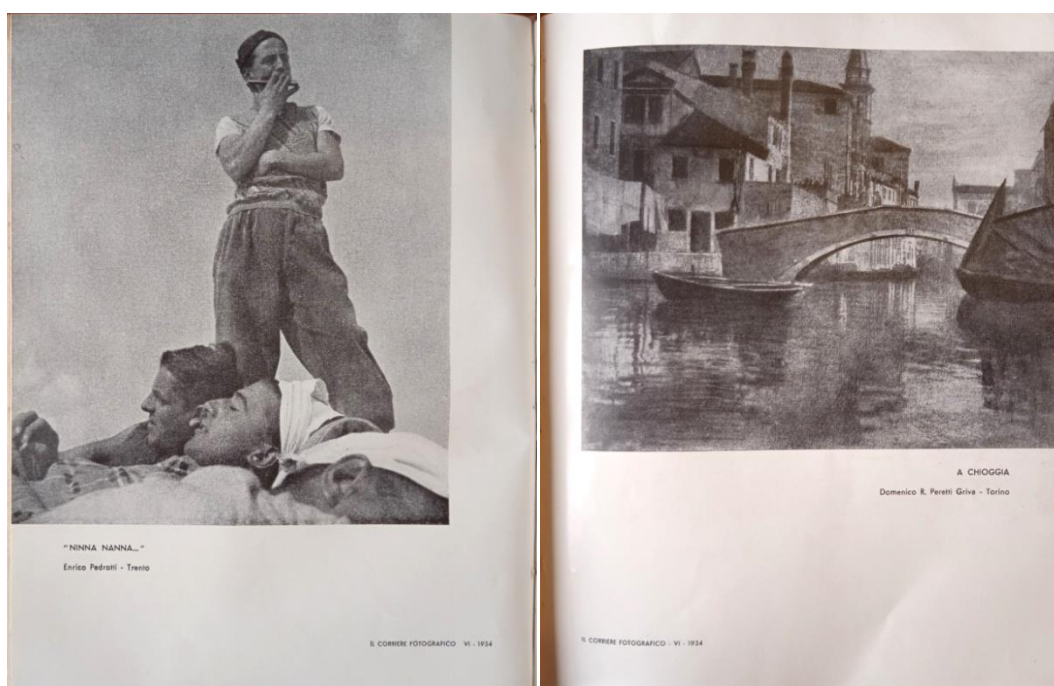 "NINNA NANNA..."
Enrico Pedrotti - Trento
IL CORRIERE FOTOGRAFICO VI - 1934
A CHIOGGIA
Domenico R. Peretti Griva - Torino
IL CORRIERE FOTOGRAFICO - VI - 1934